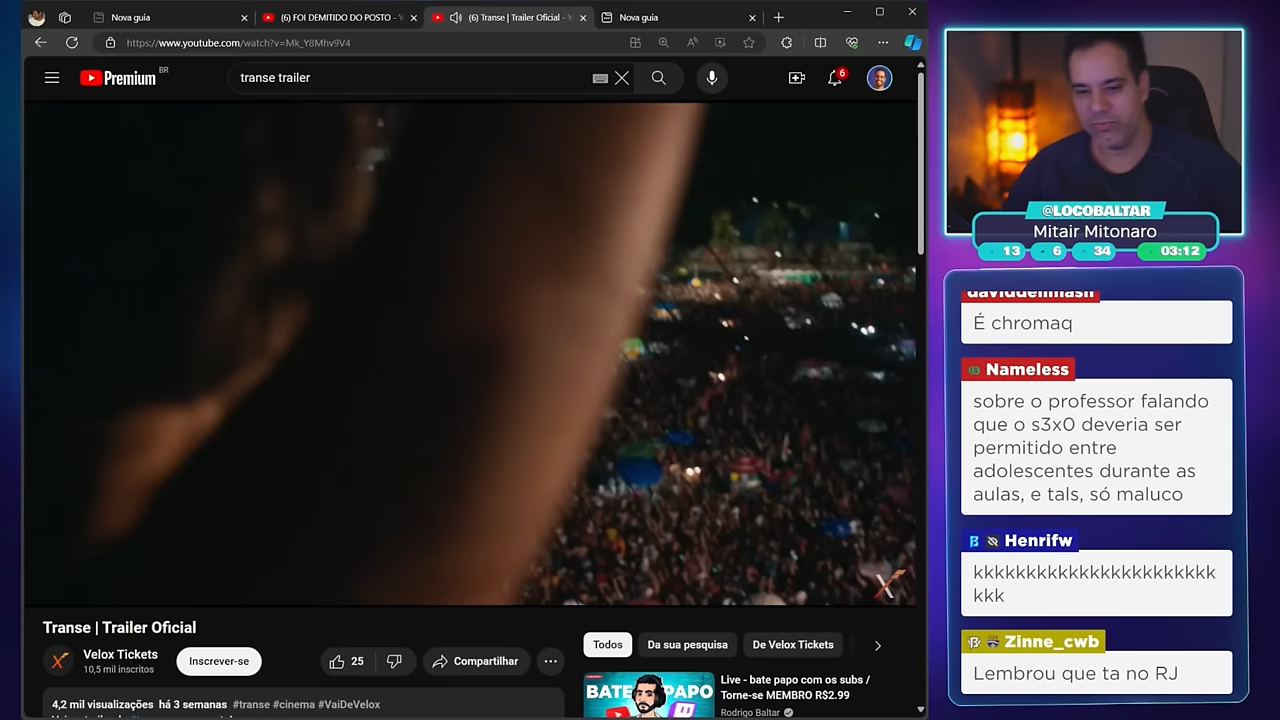 Nova guia
(6) FOI DEMITIDO DO POSTO -
(6) Transe | Trailer Oficial -
Nova guia
https://www.youtube.com/watch?v=Mk_Y8Mhv9V4
Premium BR
transe trailer
6
@LOCOBALTAR
Mitair Mitonaro
13 6 34 03:12
daviddelmash
É chromaq
Nameless
sobre o professor falando
que o s3x0 deveria ser
permitido entre
adolescentes durante as
aulas, e tals, só maluco
Henrifw
kkkkkkkkkkkkkkkkkkkkkkk
kkk
Zinne_cwb
Lembrou que ta no RJ
Transe | Trailer Oficial
Velox Tickets
10,5 mil inscritos
Inscrever-se
25
Compartilhar
Todos
Da sua pesquisa
De Velox Tickets
4,2 mil visualizações há 3 semanas #transe #cinema #VaiDeVelox
BATE PAPO
Live - bate papo com os subs /
Torne-se MEMBRO R$2.99
Rodrigo Baltar